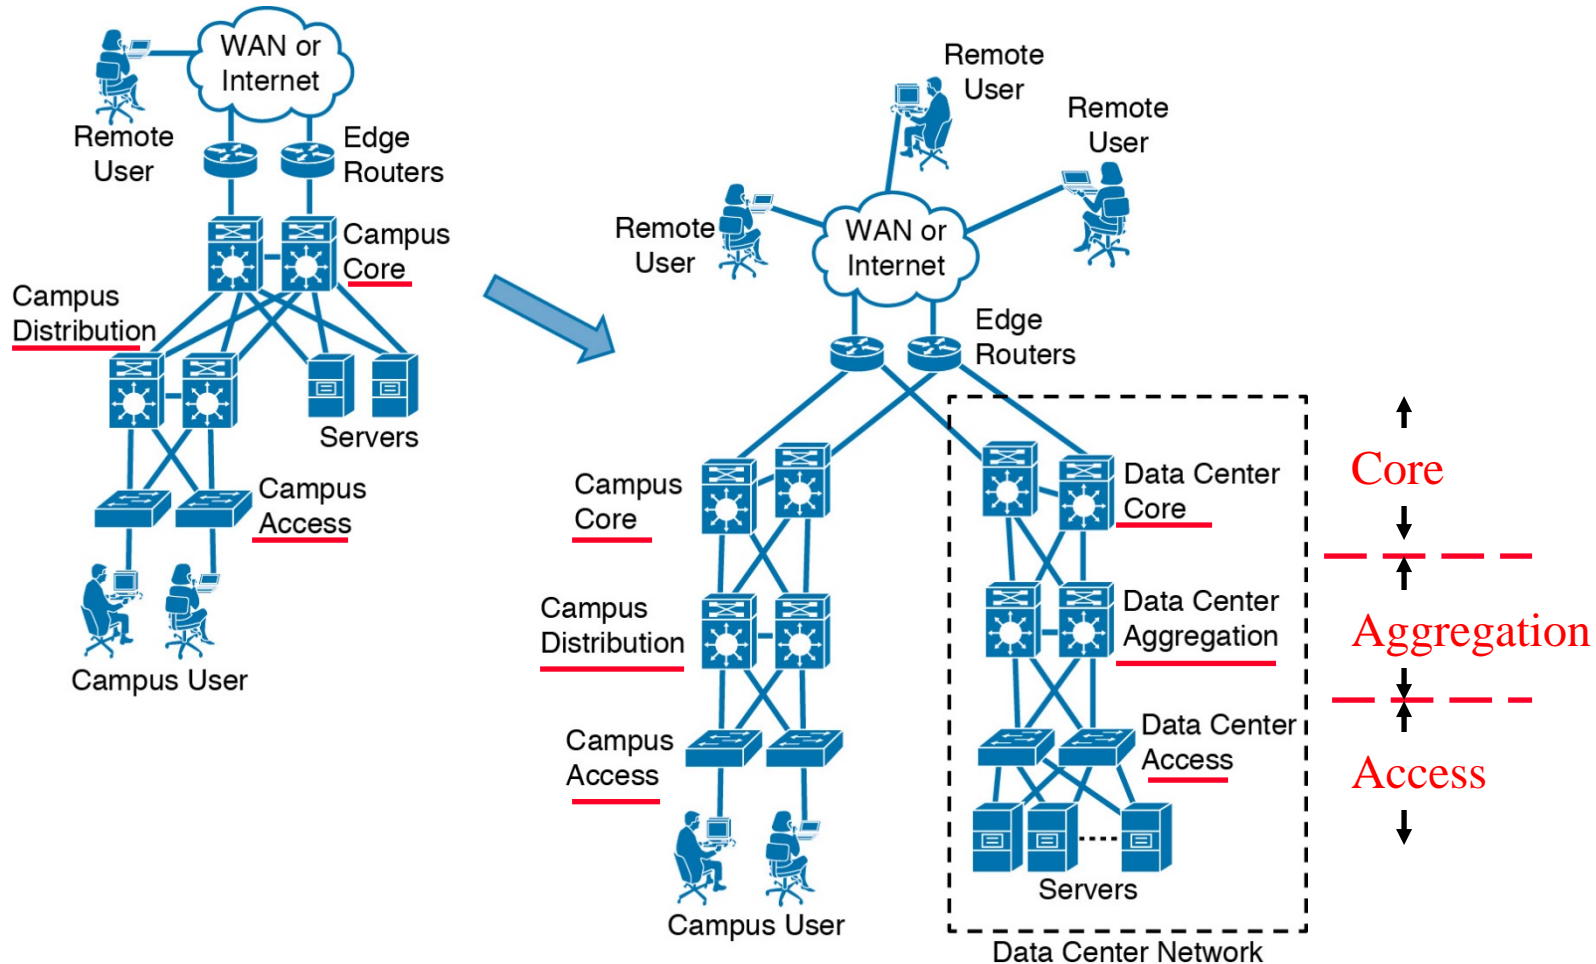 WAN or
Internet
Remote
User
Edge
Routers
Campus
Core
Campus
Distribution
Servers
Campus
Access
Campus User
Remote
User
Remote
User
Remote
User
WAN or
Internet
Edge
Routers
Campus
Core
Data Center
Core
Campus
Distribution
Data Center
Aggregation
Campus
Access
Data Center
Access
Servers
Campus User
Data Center Network
Core
Aggregation
Access